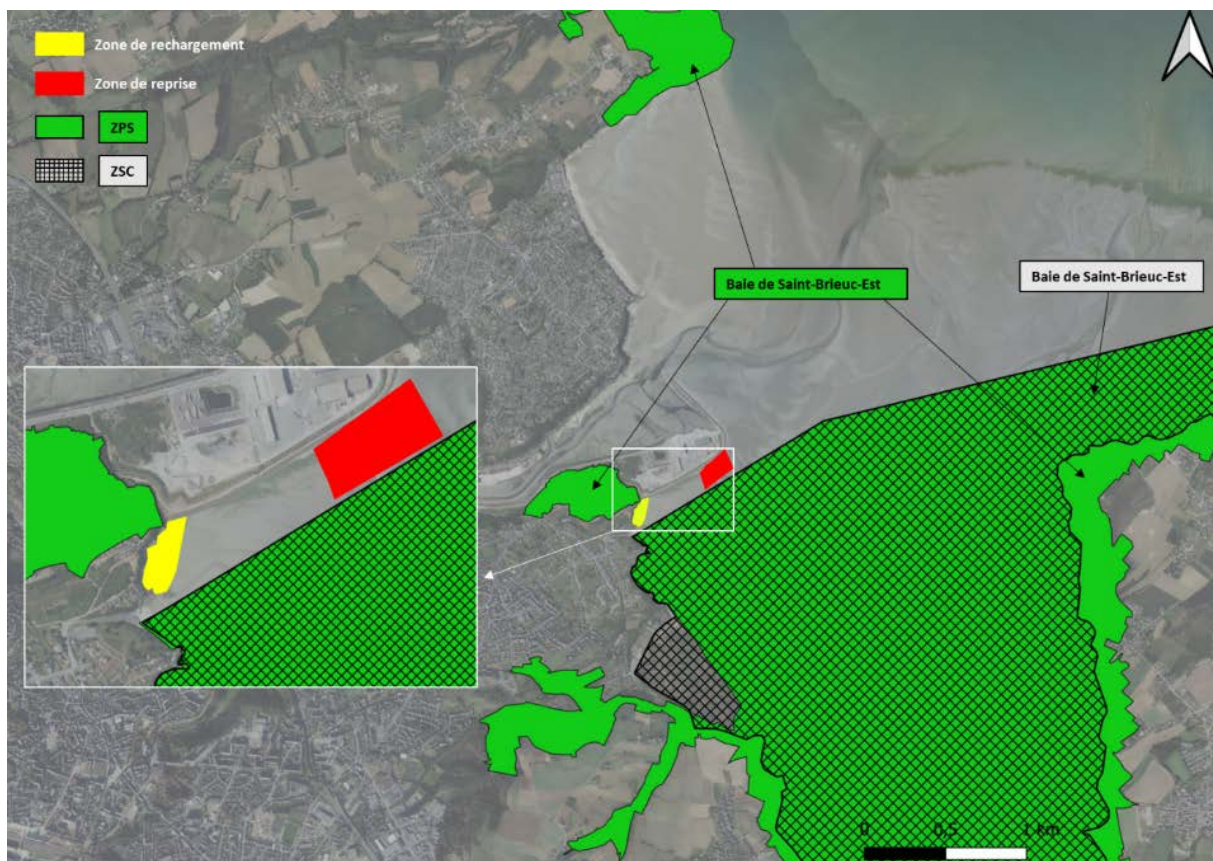 Zone de rechargement
Zone de reprise
ZPS
ZSC
Baie de Saint-Brieuc-Est
Baie de Saint-Brieuc-Est
0 0,5 1 km